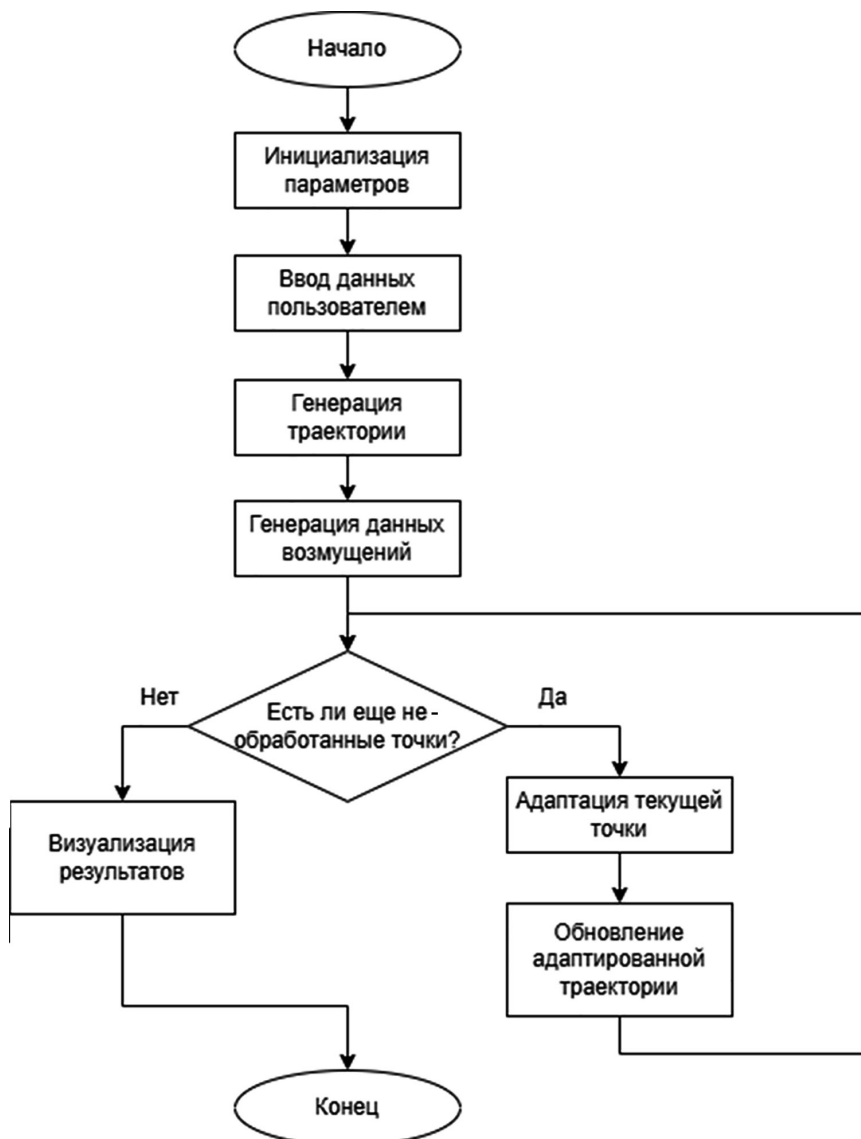 Начало
Инициализация
параметров
Ввод данных
пользователем
Генерация
траектории
Генерация данных
возмущений
Нет
Есть ли еще не-
обработанные точки?
Да
Адаптация текущей
точки
Визуализация
результатов
Обновление
адаптированной
траектории
Конец